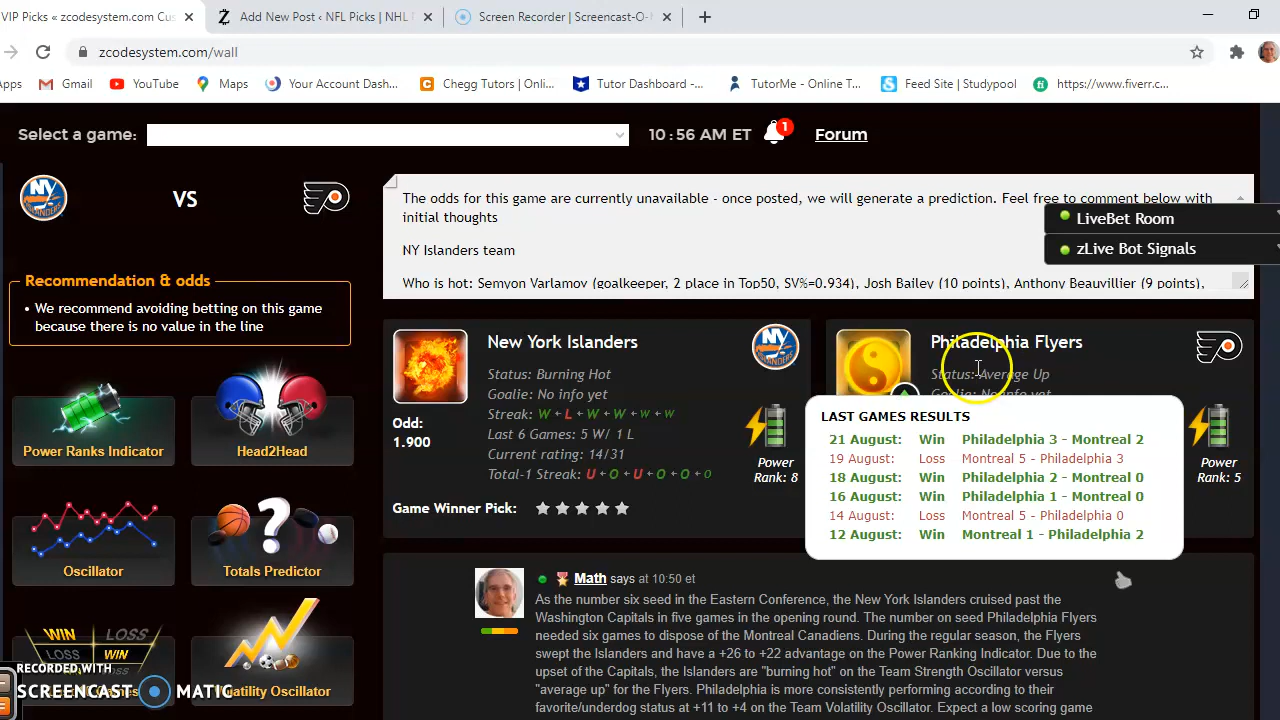 VIP Picks « zcodesystem.com Cus
Add New Post ‹ NFL Picks | NHL
Screen Recorder | Screencast-O-
zcodesystem.com/wall
Apps
Gmail
YouTube
Maps
Your Account Dash...
Chegg Tutors | Onli...
Tutor Dashboard -...
TutorMe - Online T...
Feed Site | Studypool
https://www.fiverr.c...
Select a game:
10:56 AM ET
1
Forum
VS
The odds for this game are currently unavailable - once posted, we will generate a prediction. Feel free to comment below with
initial thoughts
NY Islanders team
Who is hot: Semyon Varlamov (goalkeeper, 2 place in Top50, SV%=0.934), Josh Bailey (10 points), Anthony Beauvillier (9 points),
LiveBet Room
zLive Bot Signals
Recommendation & odds
• We recommend avoiding betting on this game
because there is no value in the line
Power Ranks Indicator
Head2Head
Oscillator
Totals Predictor
WIN LOSS
LOSS WIN
Volatility Oscillator
New York Islanders
Status: Burning Hot
Goalie: No info yet
Streak: W - L - W - W - W - W
Last 6 Games: 5 W/ 1 L
Current rating: 14/31
Total-1 Streak: U - O - U - O - O - O
Odd:
1.900
Power
Rank: 8
Game Winner Pick:
Philadelphia Flyers
Status: Average Up
Goalie: No info yet
Power
Rank: 5
LAST GAMES RESULTS
21 August: Win Philadelphia 3 - Montreal 2
19 August: Loss Montreal 5 - Philadelphia 3
18 August: Win Philadelphia 2 - Montreal 0
16 August: Win Philadelphia 1 - Montreal 0
14 August: Loss Montreal 5 - Philadelphia 0
12 August: Win Montreal 1 - Philadelphia 2
Math says at 10:50 et
As the number six seed in the Eastern Conference, the New York Islanders cruised past the
Washington Capitals in five games in the opening round. The number on seed Philadelphia Flyers
needed six games to dispose of the Montreal Canadiens. During the regular season, the Flyers
swept the Islanders and have a +26 to +22 advantage on the Power Ranking Indicator. Due to the
upset of the Capitals, the Islanders are "burning hot" on the Team Strength Oscillator versus
"average up" for the Flyers. Philadelphia is more consistently performing according to their
favorite/underdog status at +11 to +4 on the Team Volatility Oscillator. Expect a low scoring game
RECORDED WITH
SCREENCAST MATIC